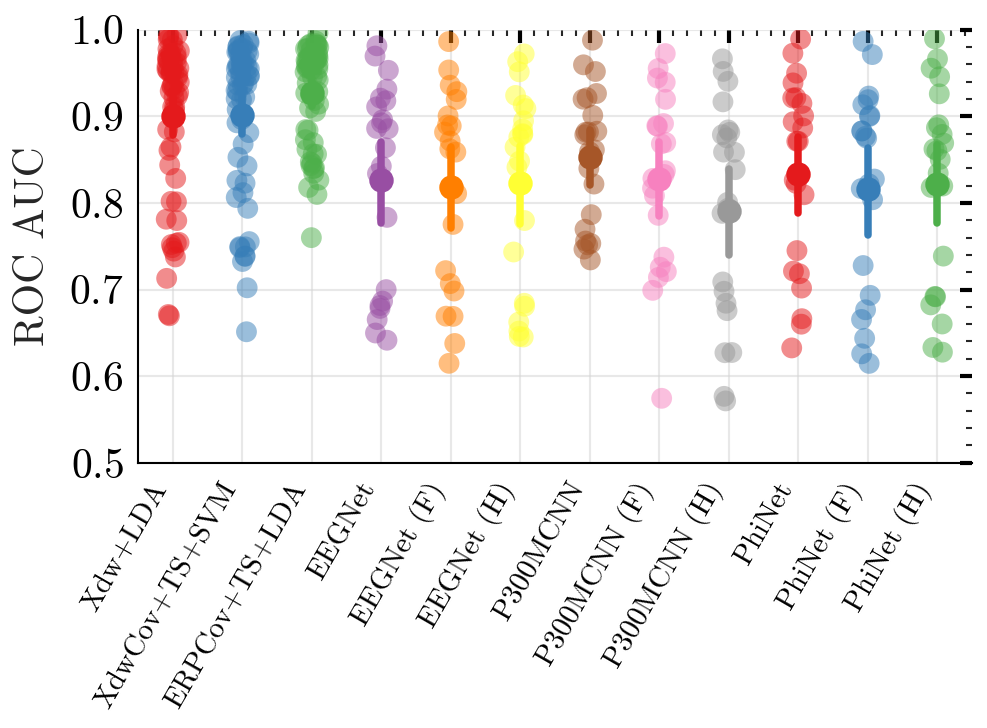 ROC AUC
1.0
0.9
0.8
0.7
0.6
0.5
Xdw+LDA
XdwCov+TS+SVM
ERPCov+TS+LDA
EEGNet
EEGNet (F)
EEGNet (H)
P300MCNN
P300MCNN (F)
P300MCNN (H)
PhiNet
PhiNet (F)
PhiNet (H)